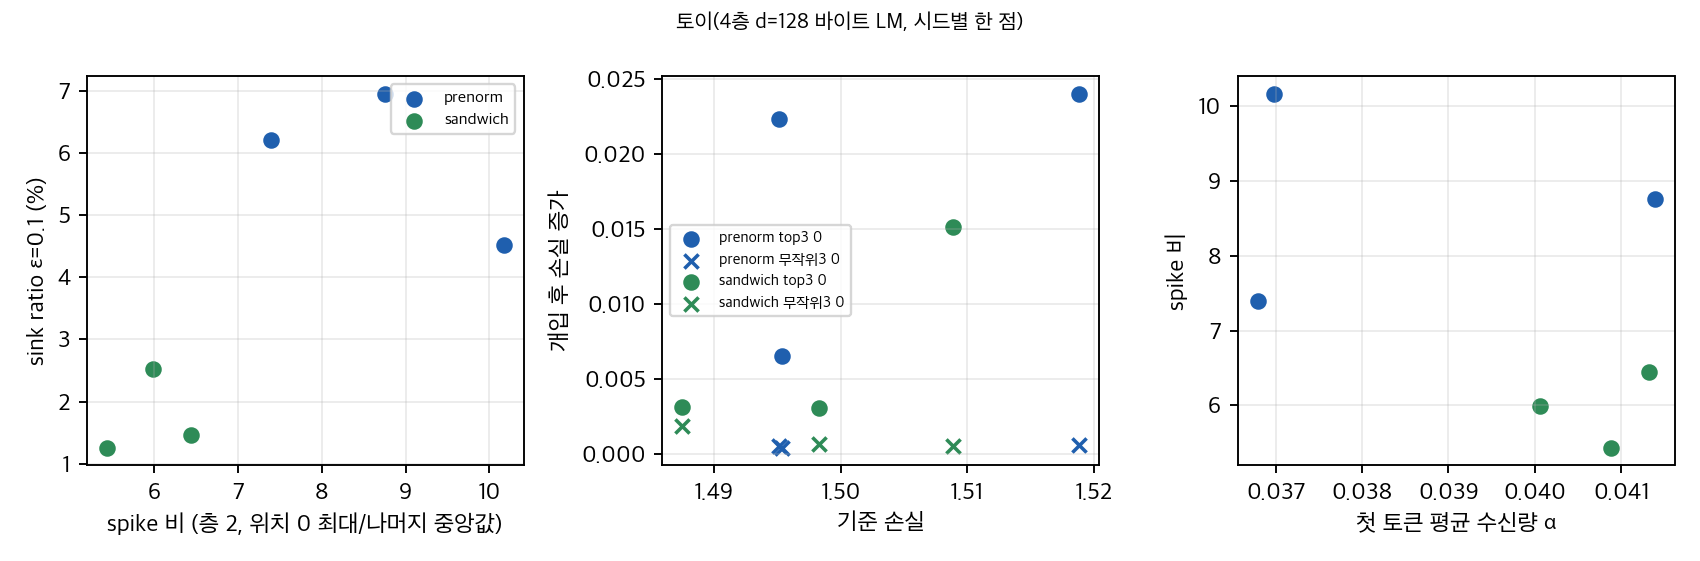 토이(4층 d=128 바이트 LM, 시드별 한 점)
sink ratio ε=0.1 (%)
7
6
5
4
3
2
1
prenorm
sandwich
6 7 8 9 10
spike 비 (층 2, 위치 0 최대/나머지 중앙값)
개입 후 손실 증가
0.025
0.020
0.015
0.010
0.005
0.000
prenorm top3 0
prenorm 무작위3 0
sandwich top3 0
sandwich 무작위3 0
1.49 1.50 1.51 1.52
기준 손실
spike 비
10
9
8
7
6
0.037 0.038 0.039 0.040 0.041
첫 토큰 평균 수신량 α